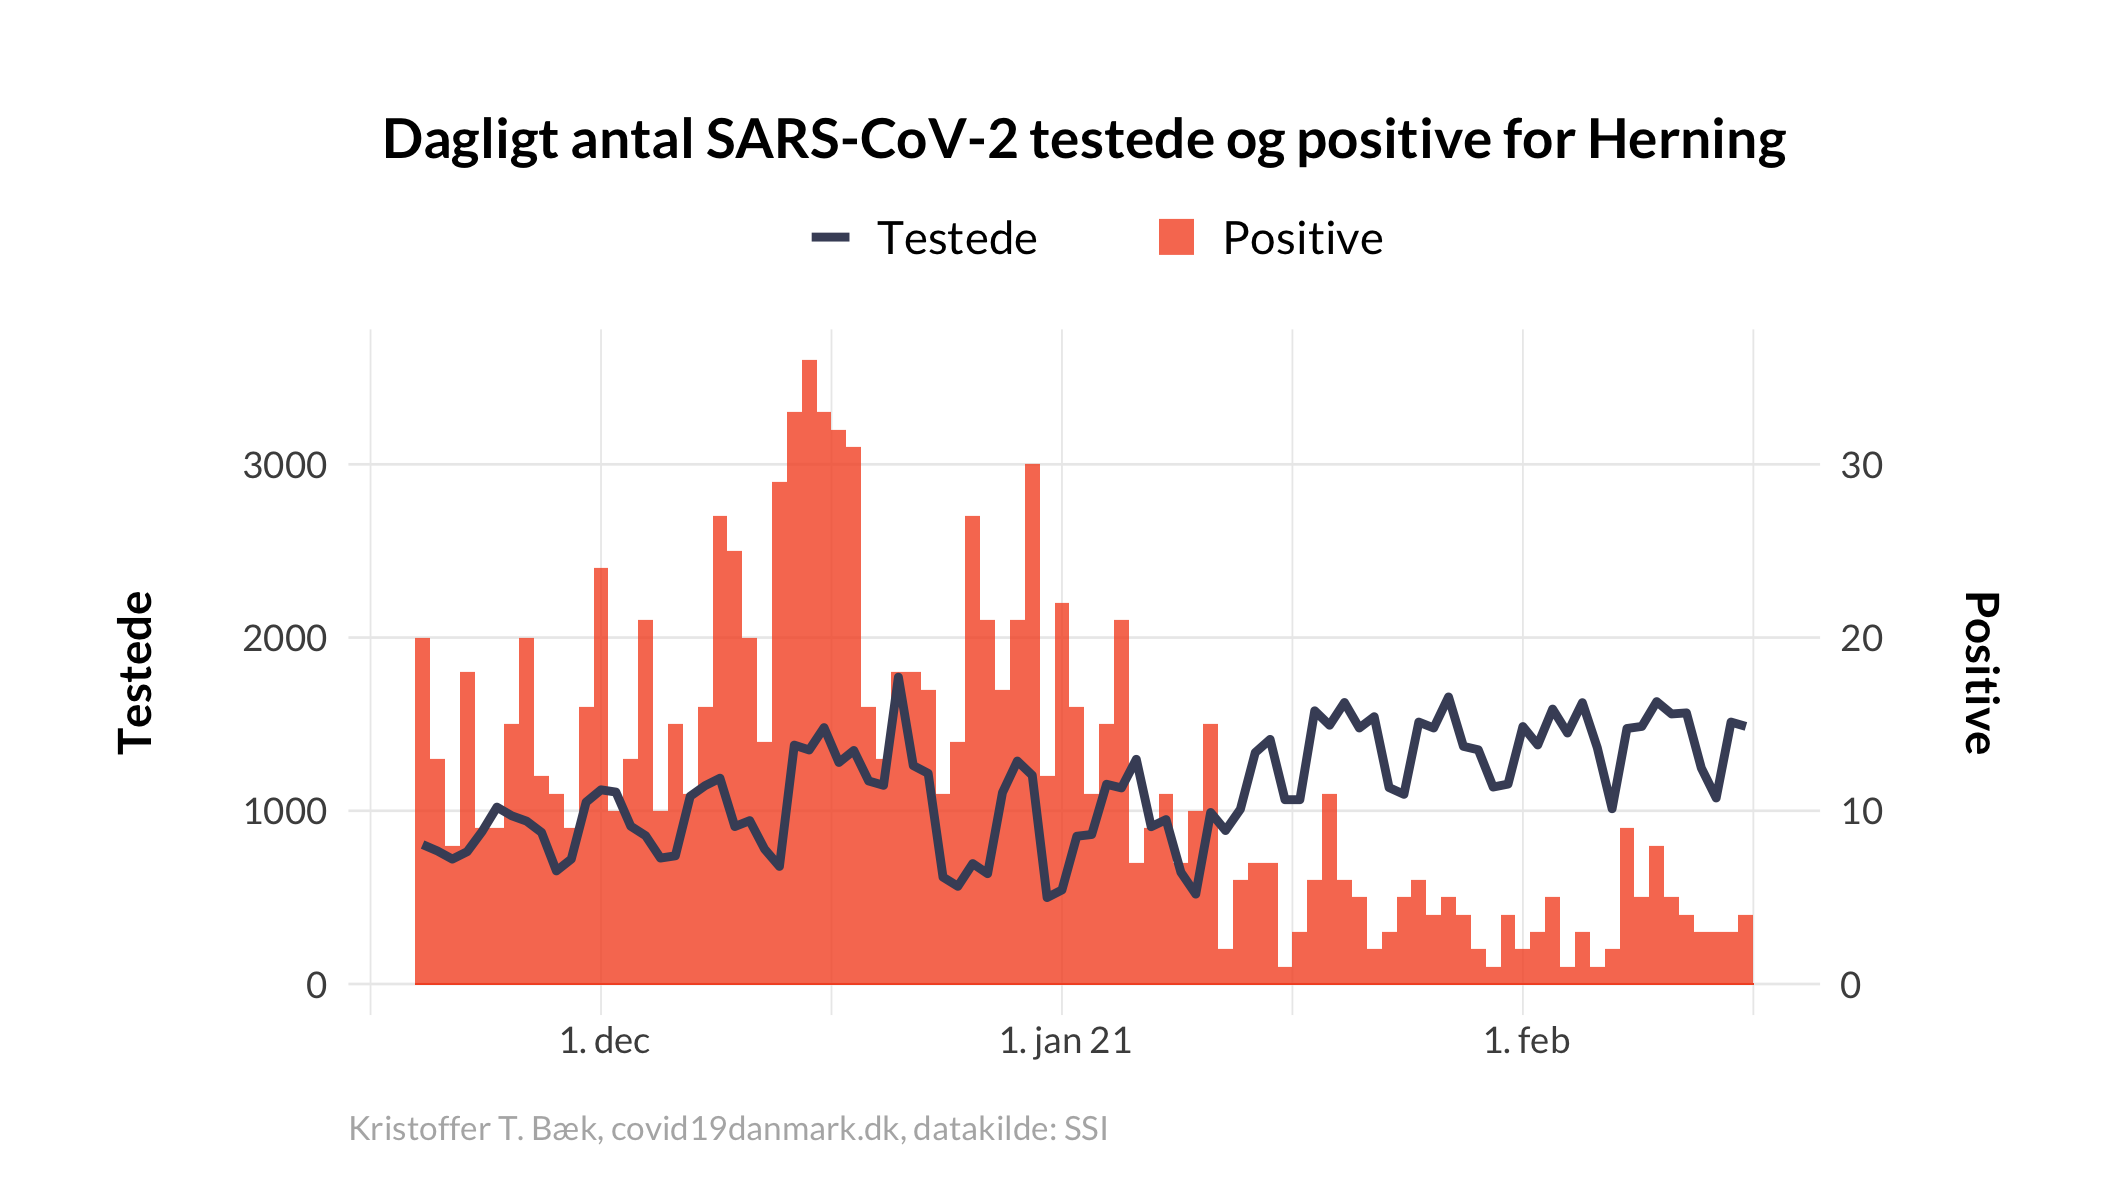 Dagligt antal SARS-CoV-2 testede og positive for Herning
Testede
Positive
3000
2000
1000
0
30
20
10
0
Testede
Positive
1. dec
1. jan 21
1. feb
Kristoffer T. Bæk, covid19danmark.dk, datakilde: SSI